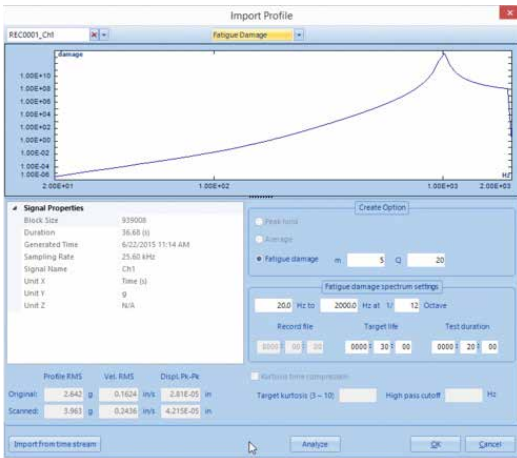 Import Profile
REC0001_Ch1
Fatigue Damage
damage
1.00E+10
1.00E+08
1.00E+06
1.00E+04
1.00E+02
1.00E+00
1.00E-02
1.00E-04
1.00E-06
Hz
2.00E+01 1.00E+02 1.00E+03 2.00E+03
Signal Properties
Block Size 939008
Duration 36.68 (s)
Generated Time 6/22/2015 11:14 AM
Sampling Rate 25.60 kHz
Signal Name Ch1
Unit X Time (s)
Unit Y g
Unit Z N/A
Create Option
Peak hold
Average
Fatigue damage m 5 Q 20
Fatigue damage spectrum settings
20.0 Hz to 2000.0 Hz at 1/ 12 Octave
Record file Target life Test duration
0000 : 00 : 00 0000 : 30 : 00 0000 : 20 : 00
Profile RMS Vel. RMS Displ. Pk-Pk
Original: 2.642 g 0.1624 in/s 2.81E-05 in
Scanned: 3.963 g 0.2436 in/s 4.215E-05 in
Kurtosis time compression
Target kurtosis (3 ~ 10) High pass cutoff Hz
Import from time stream Analyze OK Cancel